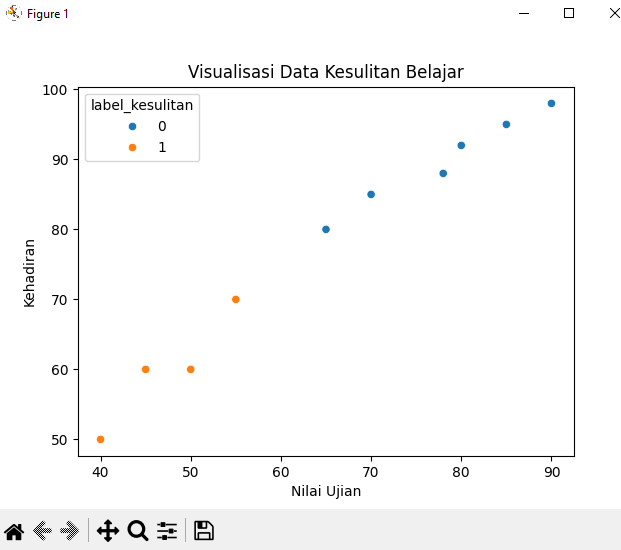 Figure 1
Visualisasi Data Kesulitan Belajar
label_kesulitan
0
1
100
90
80
70
60
50
Kehadiran
40 50 60 70 80 90
Nilai Ujian